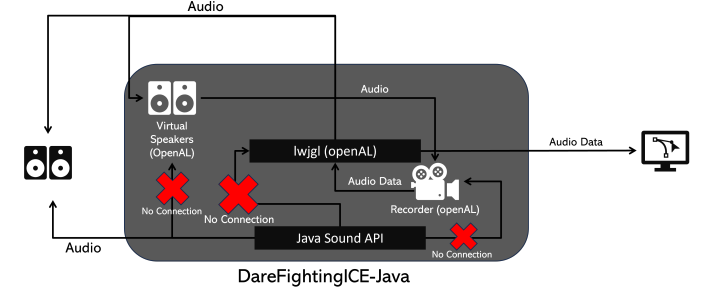 Audio
Audio
Virtual
Speakers
(OpenAL)
lwjgl (openAL)
Audio Data
Audio Data
No Connection
No Connection
Recorder (openAL)
Audio
Java Sound API
No Connection
DareFightingICE-Java